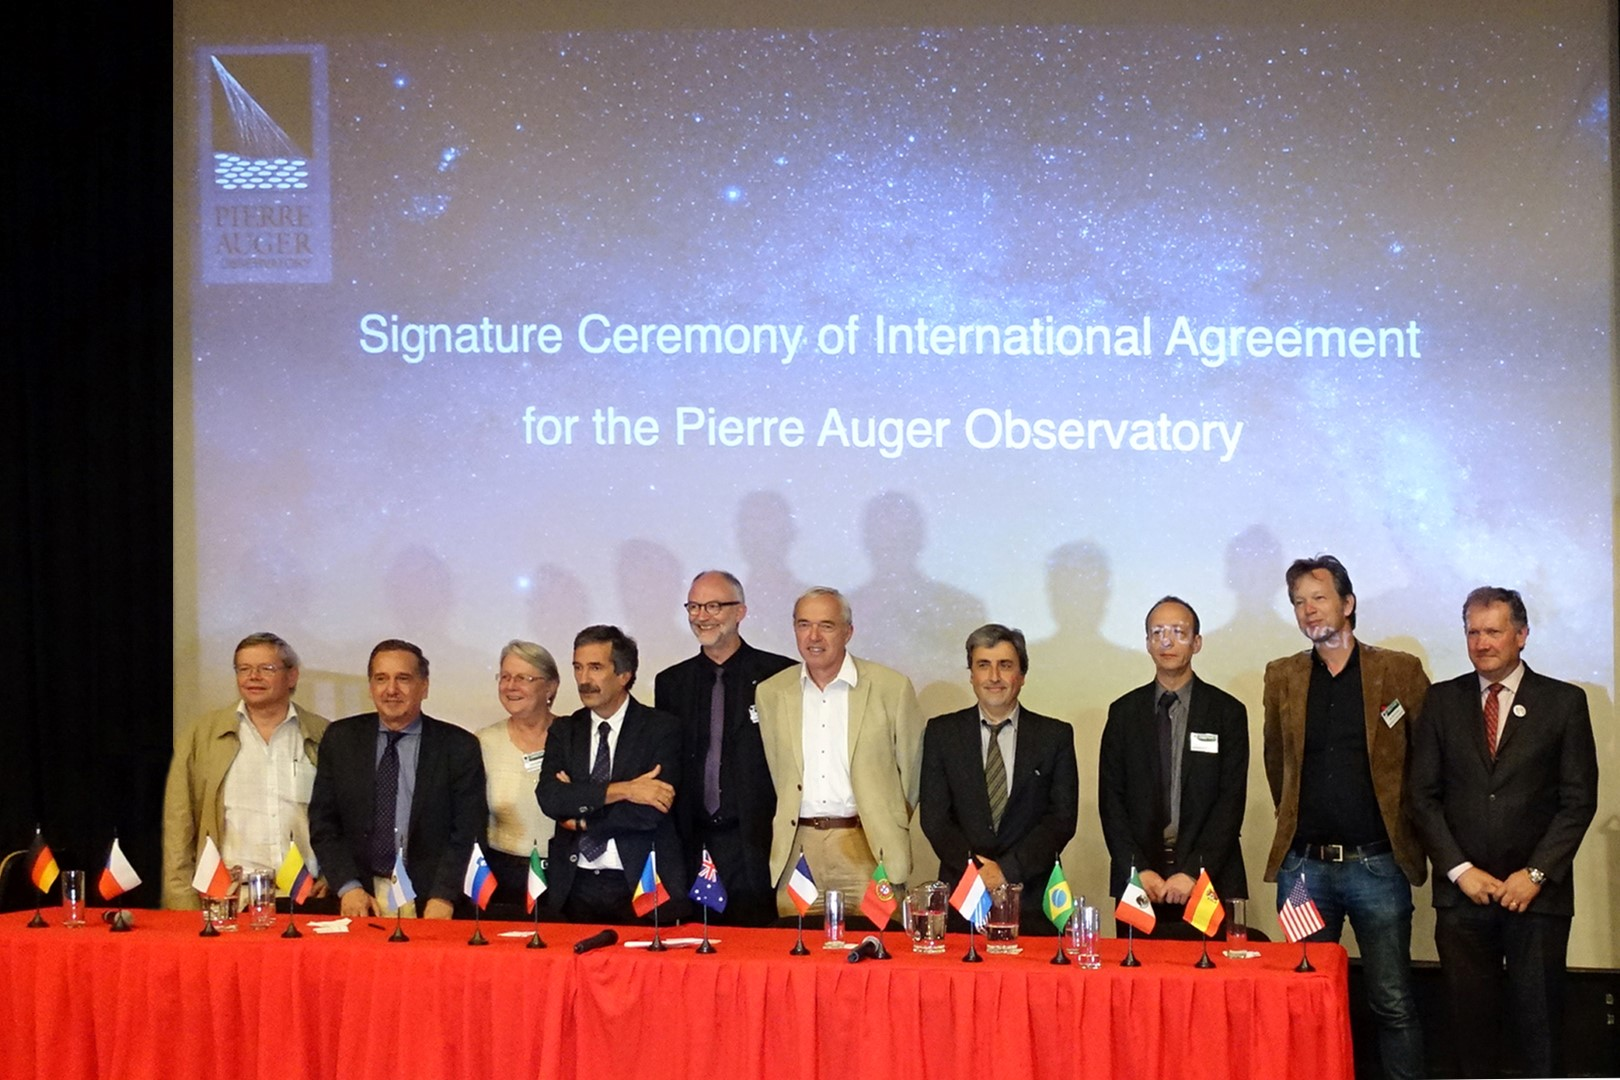 PIERRE
AUGER
OBSERVATORY
Signature Ceremony of International Agreement
for the Pierre Auger Observatory